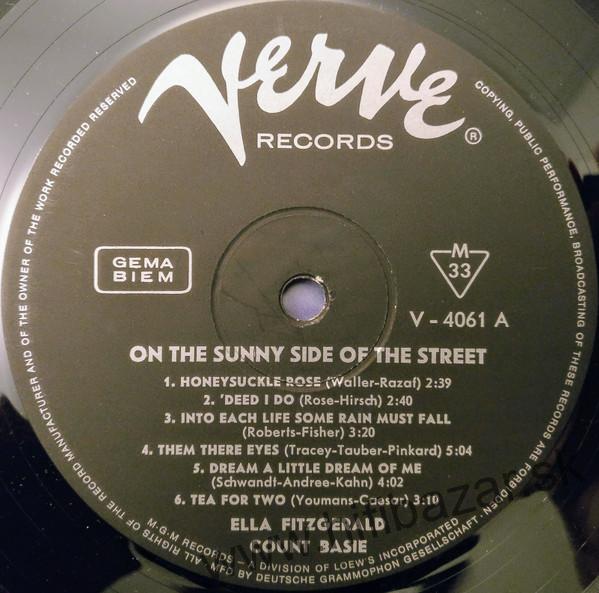 Verve
RECORDS ®
ALL RIGHTS OF THE RECORD MANUFACTURER AND OF THE OWNER OF THE WORK RECORDED RESERVED
COPYING, PUBLIC PERFORMANCE, BROADCASTING OF THESE RECORDS ARE FORBIDDEN
GEMA
BIEM
M
33
V - 4061 A
ON THE SUNNY SIDE OF THE STREET
1. HONEYSUCKLE ROSE (Waller-Razaf) 2:39
2. 'DEED I DO (Rose-Hirsch) 2:40
3. INTO EACH LIFE SOME RAIN MUST FALL
(Roberts-Fisher) 3:20
4. THEM THERE EYES (Tracey-Tauber-Pinkard) 5:04
5. DREAM A LITTLE DREAM OF ME
(Schwandt-Andree-Kahn) 4:02
6. TEA FOR TWO (Youmans-Caesar) 3:10
ELLA FITZGERALD
COUNT BASIE
M-G-M RECORDS - A DIVISION OF LOEW'S INCORPORATED
MFD BY DEUTSCHE GRAMMOPHON GESELLSCHAFT
www.hifibazar.sk